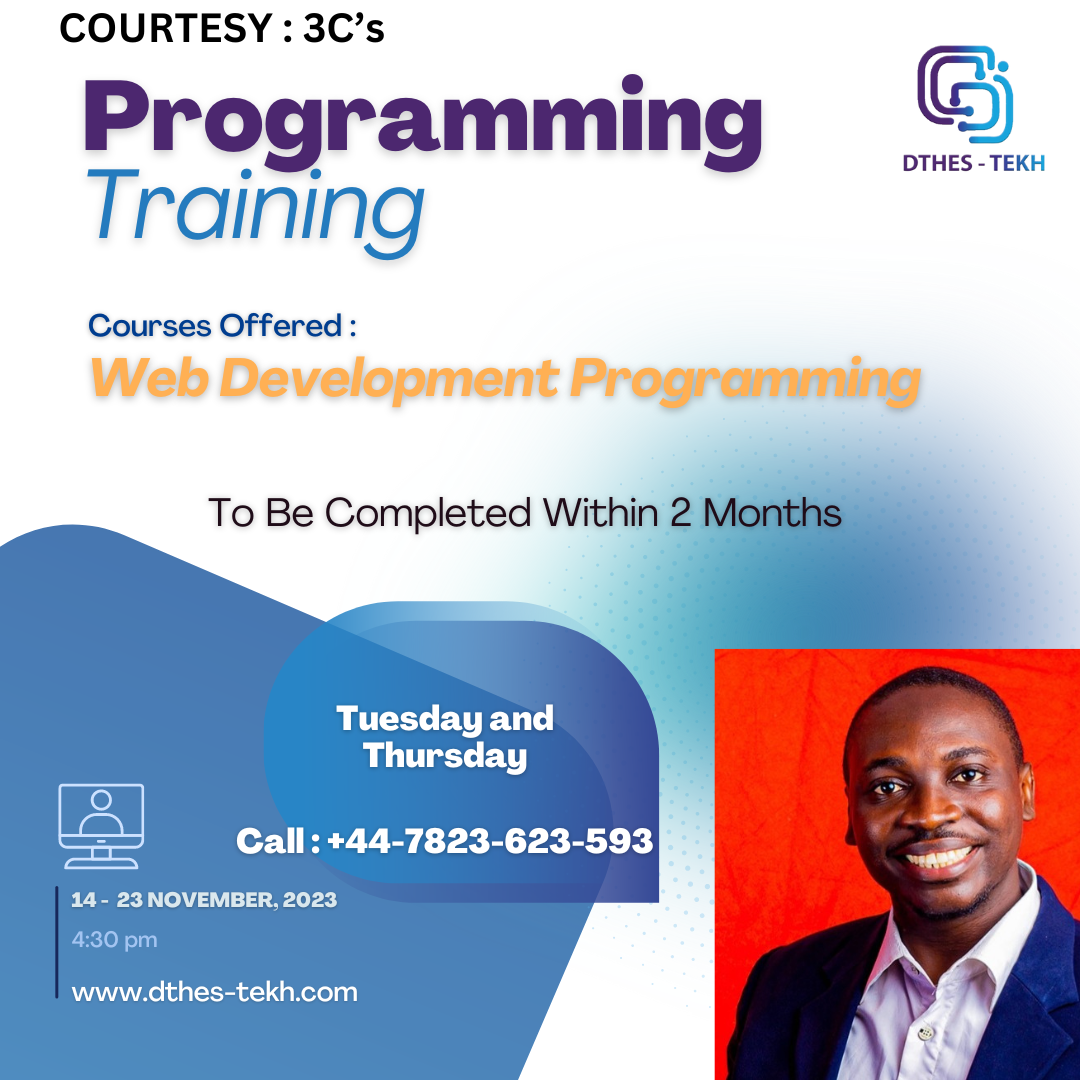 COURTESY : 3C’s
Programming
Training
DTHES - TEKH
Courses Offered :
Web Development Programming
To Be Completed Within 2 Months
Tuesday and
Thursday
Call : +44-7823-623-593
14 - 23 NOVEMBER, 2023
4:30 pm
www.dthes-tekh.com